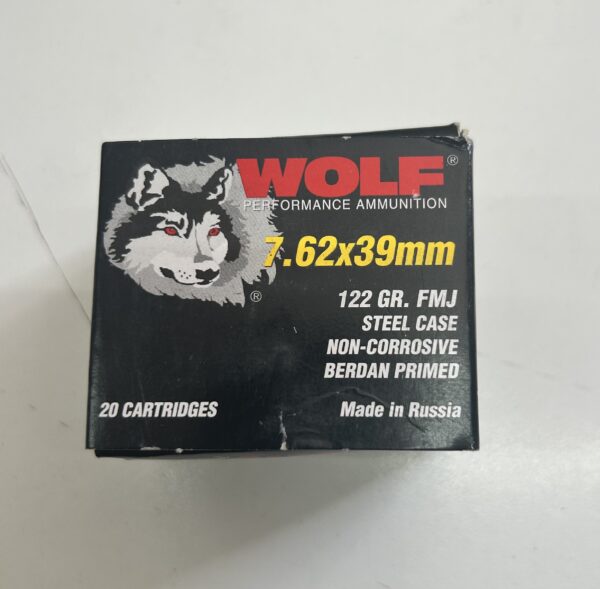 WOLF®
PERFORMANCE AMMUNITION
7.62x39mm
®
122 GR. FMJ
STEEL CASE
NON-CORROSIVE
BERDAN PRIMED
20 CARTRIDGES
Made in Russia